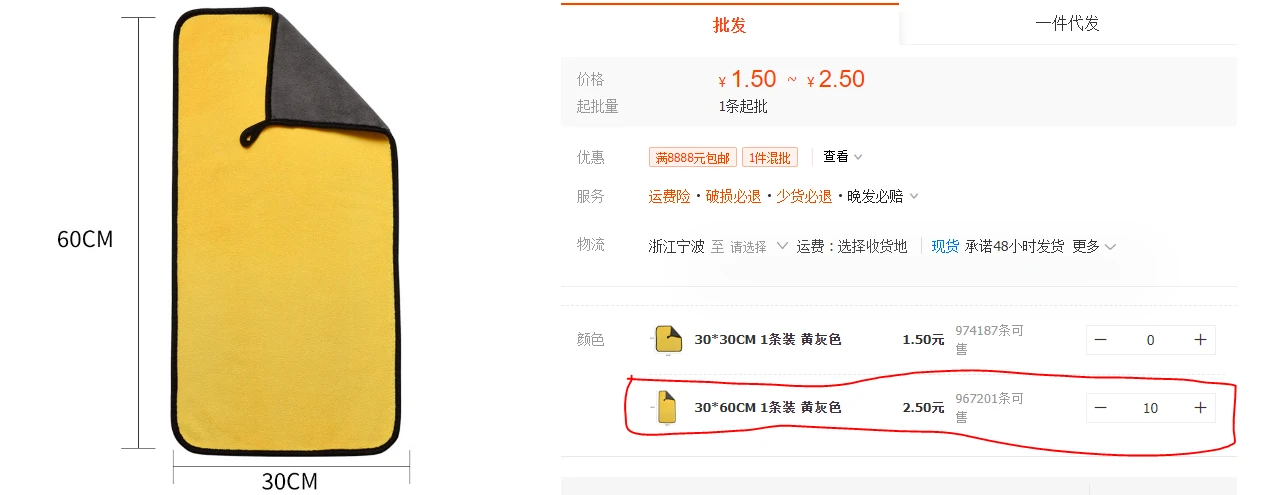 60CM
30CM
批发
一件代发
价格
¥ 1.50 ~ ¥ 2.50
起批量
1条起批
优惠
满8888元包邮 1件混批 查看
服务
运费险·破损必退·少货必退·晚发必赔
物流
浙江宁波 至 请选择 运费:选择收货地 现货 承诺48小时发货 更多
颜色
30*30CM 1条装 黄灰色 1.50元 974187条可
售
− 0 +
30*60CM 1条装 黄灰色 2.50元 967201条可
售
− 10 +